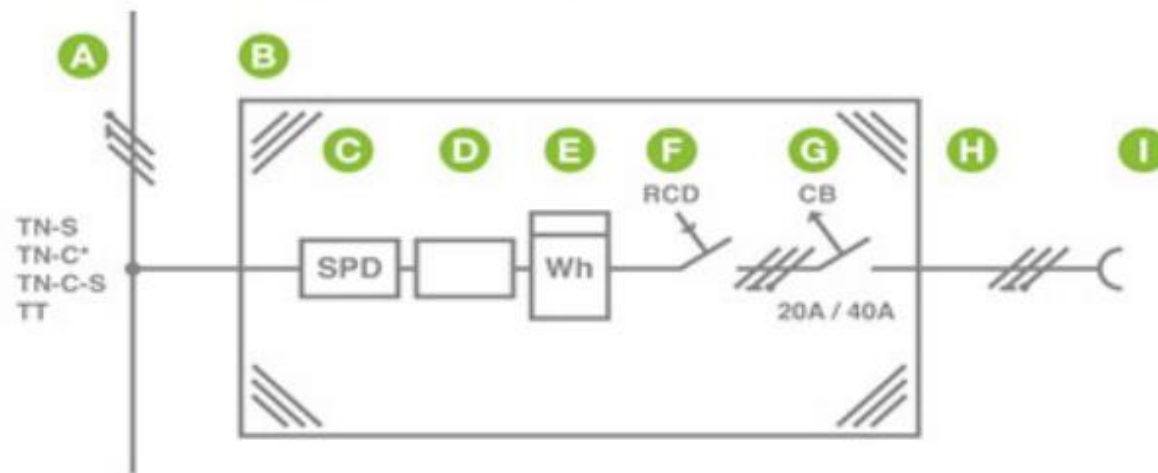 A
B
C
D
E
F
G
H
I
RCD
CB
TN-S
TN-C*
TN-C-S
TT
SPD
Wh
20A / 40A